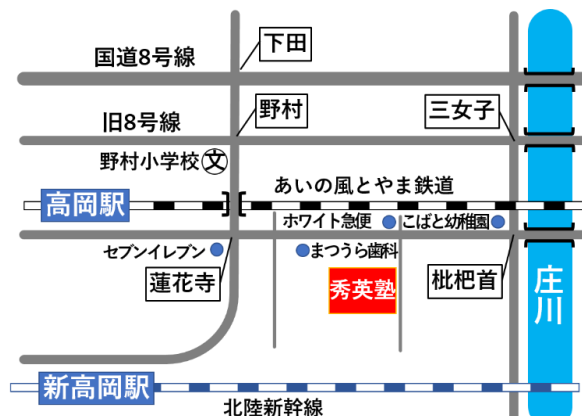 下田
国道8号線
旧8号線
野村
三女子
野村小学校
文
あいの風とやま鉄道
高岡駅
ホワイト急便
こばと幼稚園
セブンイレブン
まつうら歯科
蓮花寺
秀英塾
枇杷首
庄川
新高岡駅
北陸新幹線